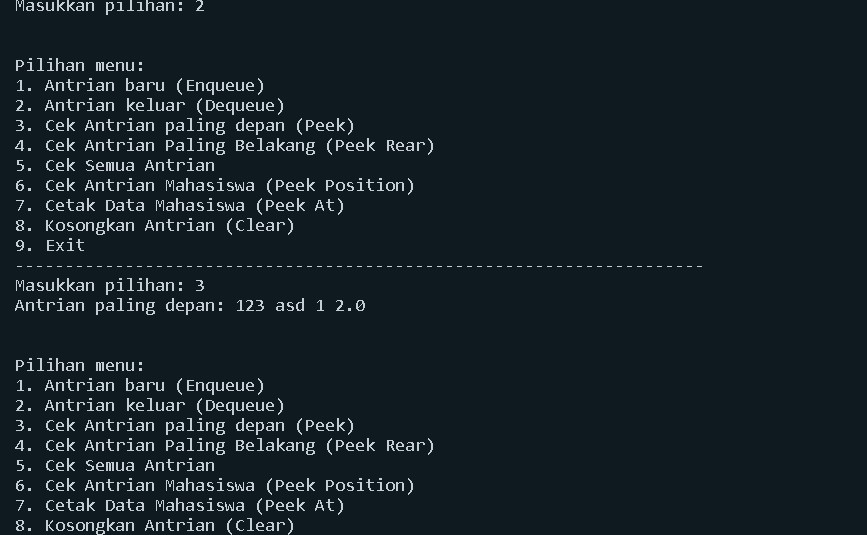 Masukkan pilihan: 2
Pilihan menu:
1. Antrian baru (Enqueue)
2. Antrian keluar (Dequeue)
3. Cek Antrian paling depan (Peek)
4. Cek Antrian Paling Belakang (Peek Rear)
5. Cek Semua Antrian
6. Cek Antrian Mahasiswa (Peek Position)
7. Cetak Data Mahasiswa (Peek At)
8. Kosongkan Antrian (Clear)
9. Exit
---------------------------------------------------------------------
Masukkan pilihan: 3
Antrian paling depan: 123 asd 1 2.0
Pilihan menu:
1. Antrian baru (Enqueue)
2. Antrian keluar (Dequeue)
3. Cek Antrian paling depan (Peek)
4. Cek Antrian Paling Belakang (Peek Rear)
5. Cek Semua Antrian
6. Cek Antrian Mahasiswa (Peek Position)
7. Cetak Data Mahasiswa (Peek At)
8. Kosongkan Antrian (Clear)